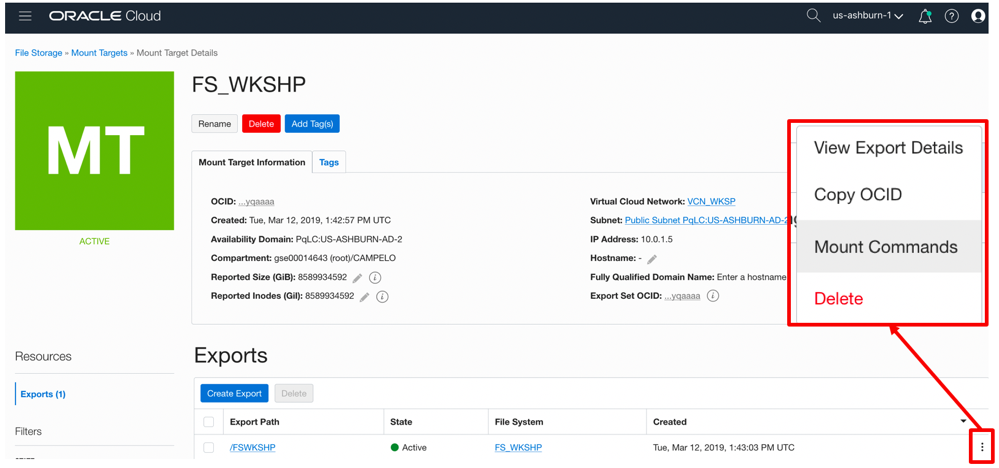 ORACLE Cloud
us-ashburn-1
File Storage » Mount Targets » Mount Target Details
MT
ACTIVE
FS_WKSHP
Rename Delete Add Tag(s)
Mount Target Information Tags
OCID: ...yqaaaa
Created: Tue, Mar 12, 2019, 1:42:57 PM UTC
Availability Domain: PqLC:US-ASHBURN-AD-2
Compartment: gse00014643 (root)/CAMPELO
Reported Size (GiB): 8589934592
Reported Inodes (GiI): 8589934592
Virtual Cloud Network: VCN_WKSP
Subnet: Public Subnet PqLC:US-ASHBURN-AD-2
IP Address: 10.0.1.5
Hostname: -
Fully Qualified Domain Name: Enter a hostname
Export Set OCID: ...yqaaaa
View Export Details
Copy OCID
Mount Commands
Delete
Resources
Exports (1)
Filters
Exports
Create Export Delete
Export Path State File System Created
/FSWKSHP Active FS_WKSHP Tue, Mar 12, 2019, 1:43:03 PM UTC